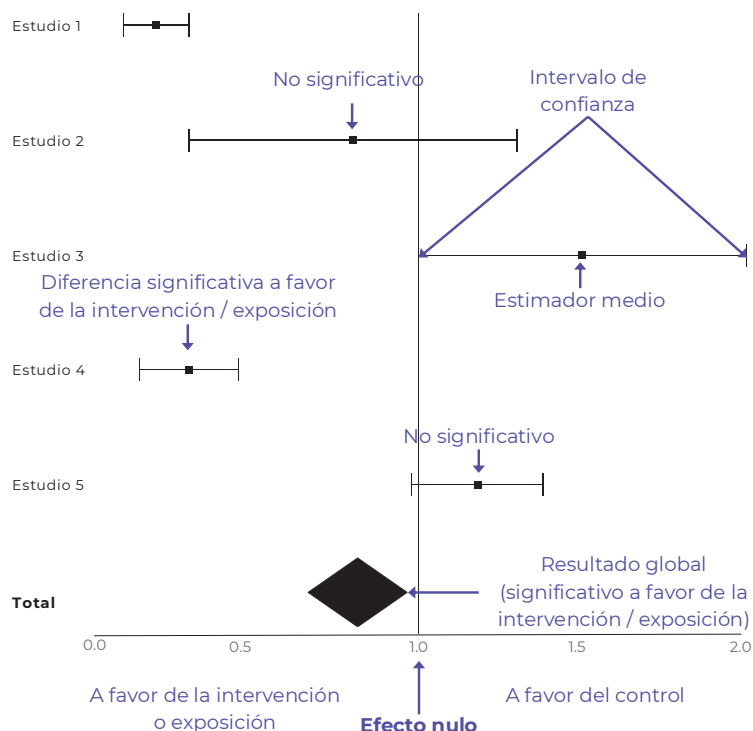 Estudio 1
No significativo
Intervalo de
confianza
Estudio 2
Estudio 3
Diferencia significativa a favor
de la intervención / exposición
Estimador medio
Estudio 4
No significativo
Estudio 5
Resultado global
(significativo a favor de la
intervención / exposición)
Total
0.0 0.5 1.0 1.5 2.0
A favor de la intervención
o exposición
A favor del control
Efecto nulo